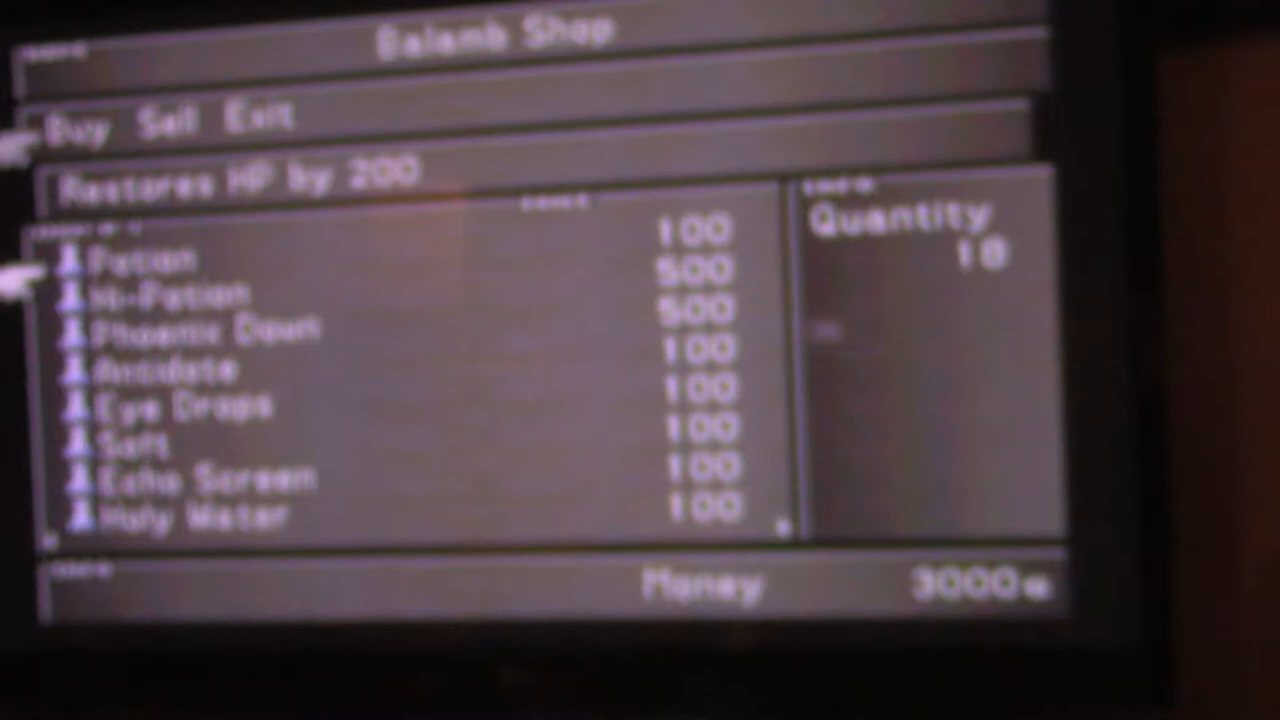 Balamb Shop
Buy Sell Exit
Restores HP by 200
Potion 100
Hi-Potion 500
Phoenix Down 500
Antidote 100
Eye Drops 100
Soft 100
Echo Screen 100
Holy Water 100
Quantity
10
Money 3000